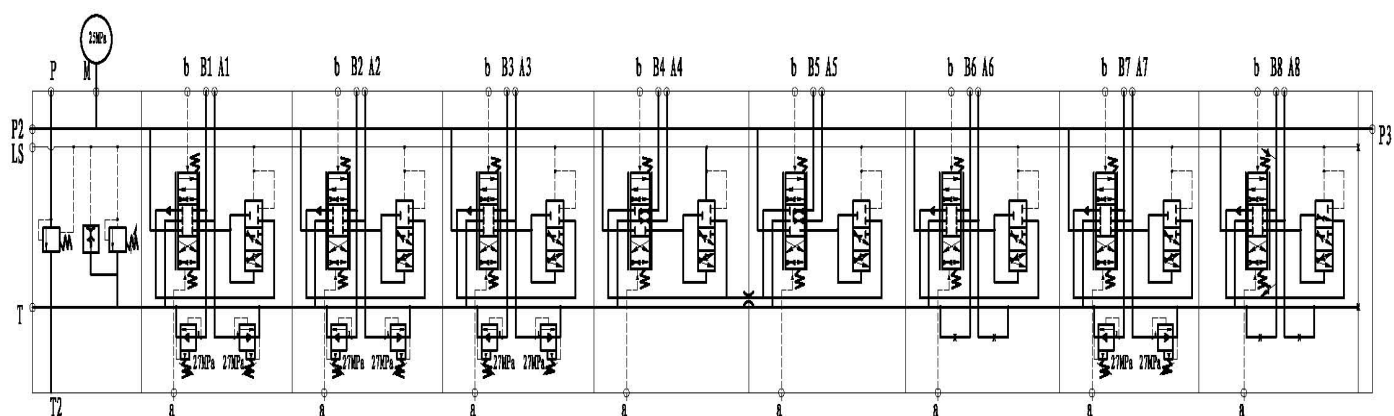 25MPa
P M b B1 A1 b B2 A2 b B3 A3 b B4 A4 b B5 A5 b B6 A6 b B7 A7 b B8 A8
P2 P3
LS
T
27MPa 27MPa 27MPa 27MPa 27MPa 27MPa 27MPa 27MPa
T2 a a a a a a a a